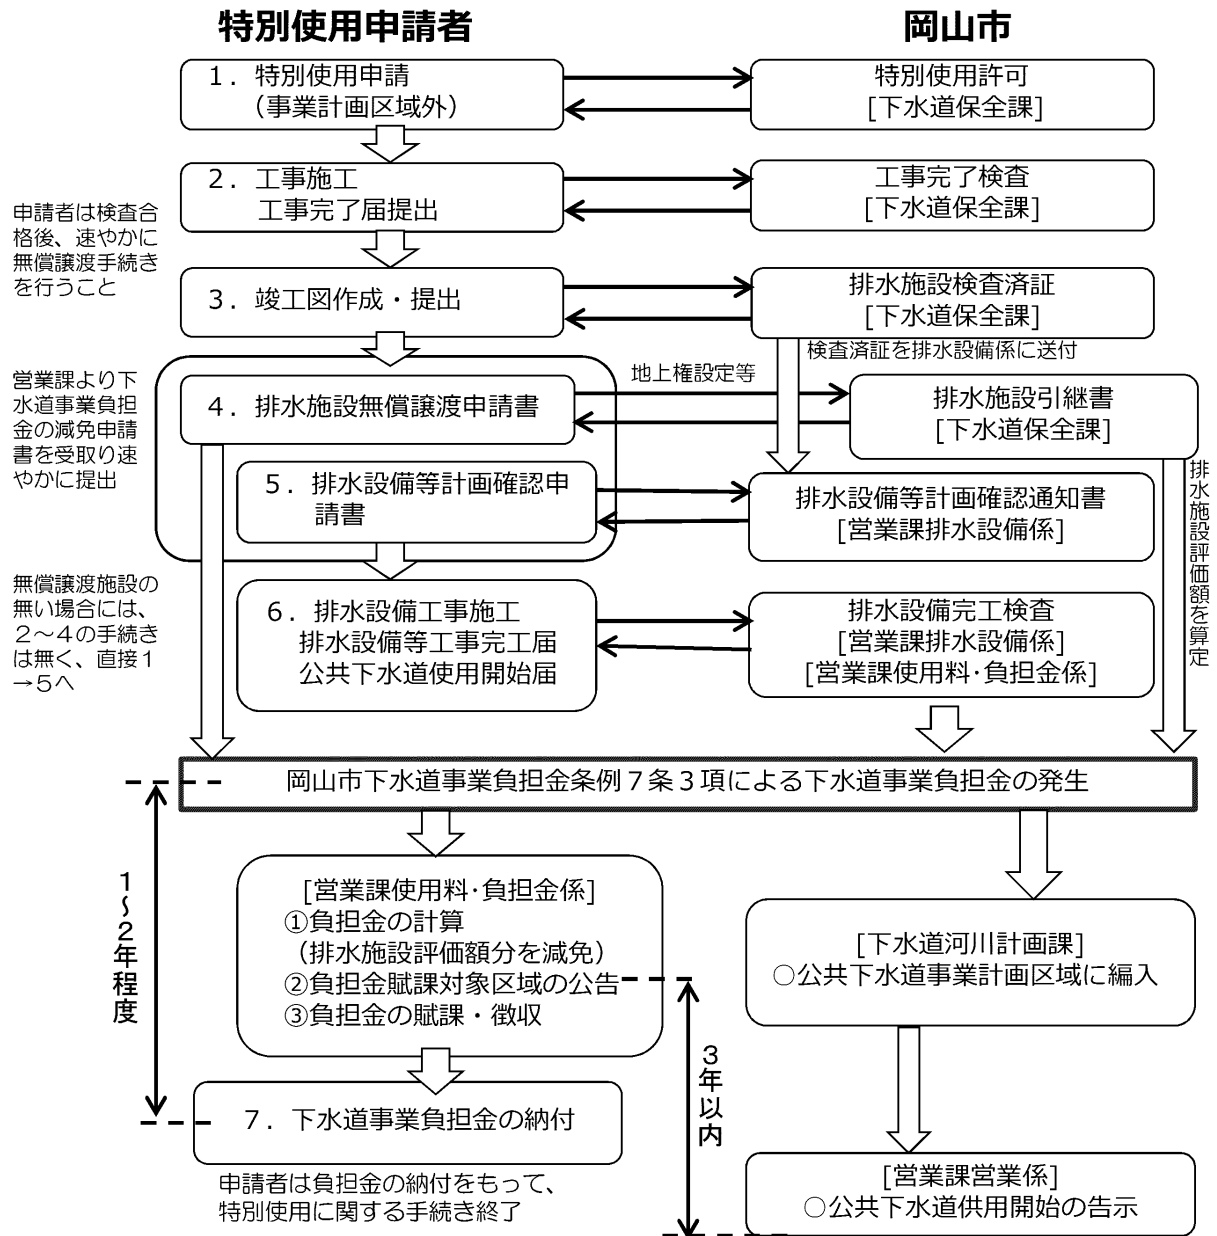 特別使用申請者
岡山市
１．特別使用申請
（事業計画区域外）
特別使用許可
[下水道保全課]
２．工事施工
工事完了届提出
工事完了検査
[下水道保全課]
申請者は検査合
格後、速やかに
無償譲渡手続き
を行うこと
３．竣工図作成・提出
排水施設検査済証
[下水道保全課]
検査済証を排水設備係に送付
営業課より下
水道事業負担
金の減免申請
書を受取り速
やかに提出
４．排水施設無償譲渡申請書
地上権設定等
排水施設引継書
[下水道保全課]
５．排水設備等計画確認申
請書
排水設備等計画確認通知書
[営業課排水設備係]
排水施設評価額を算定
無償譲渡施設の
無い場合には、
２～４の手続き
は無く、直接１
→５へ
６．排水設備工事施工
排水設備等工事完工届
公共下水道使用開始届
排水設備完工検査
[営業課排水設備係]
[営業課使用料･負担金係]
岡山市下水道事業負担金条例７条３項による下水道事業負担金の発生
１～２年程度
[営業課使用料･負担金係]
①負担金の計算
（排水施設評価額分を減免）
②負担金賦課対象区域の公告
③負担金の賦課・徴収
[下水道河川計画課]
○公共下水道事業計画区域に編入
３年以内
７．下水道事業負担金の納付
申請者は負担金の納付をもって、
特別使用に関する手続き終了
[営業課営業係]
○公共下水道供用開始の告示